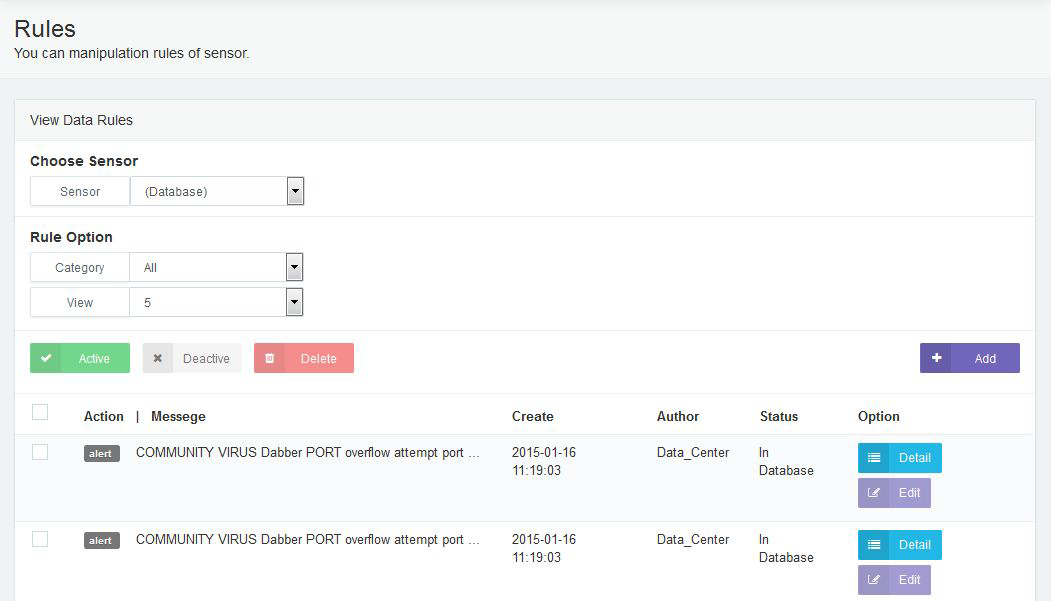 Rules
You can manipulation rules of sensor.
View Data Rules
Choose Sensor
Sensor (Database)
Rule Option
Category All
View 5
Active Deactive Delete Add
Action | Messege Create Author Status Option
alert COMMUNITY VIRUS Dabber PORT overflow attempt port ... 2015-01-16 Data_Center In Detail
11:19:03 Database
Edit
alert COMMUNITY VIRUS Dabber PORT overflow attempt port ... 2015-01-16 Data_Center In Detail
11:19:03 Database
Edit